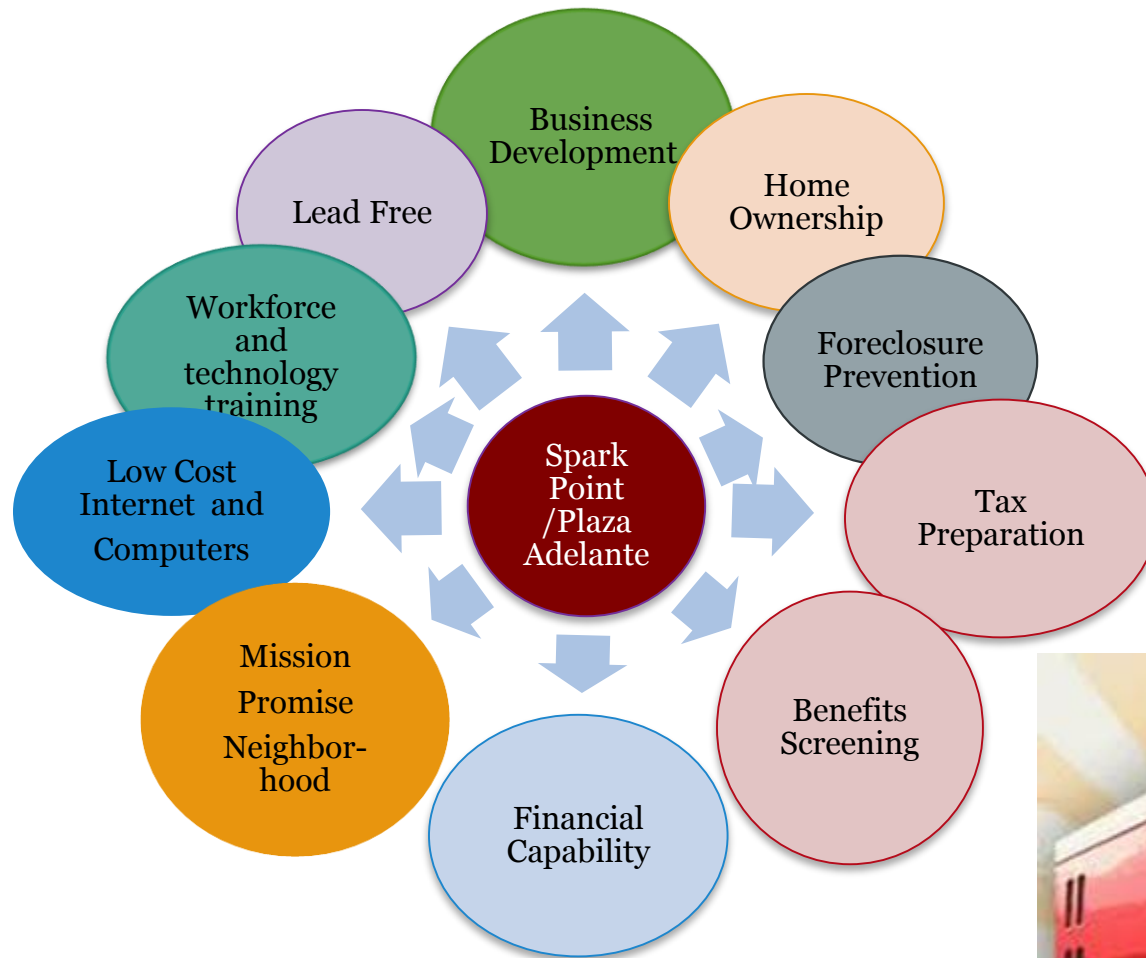 Business
Development
Home
Ownership
Foreclosure
Prevention
Tax
Preparation
Benefits
Screening
Financial
Capability
Mission
Promise
Neighbor-
hood
Low Cost
Internet and
Computers
Workforce
and
technology
training
Lead Free
Spark
Point
/Plaza
Adelante